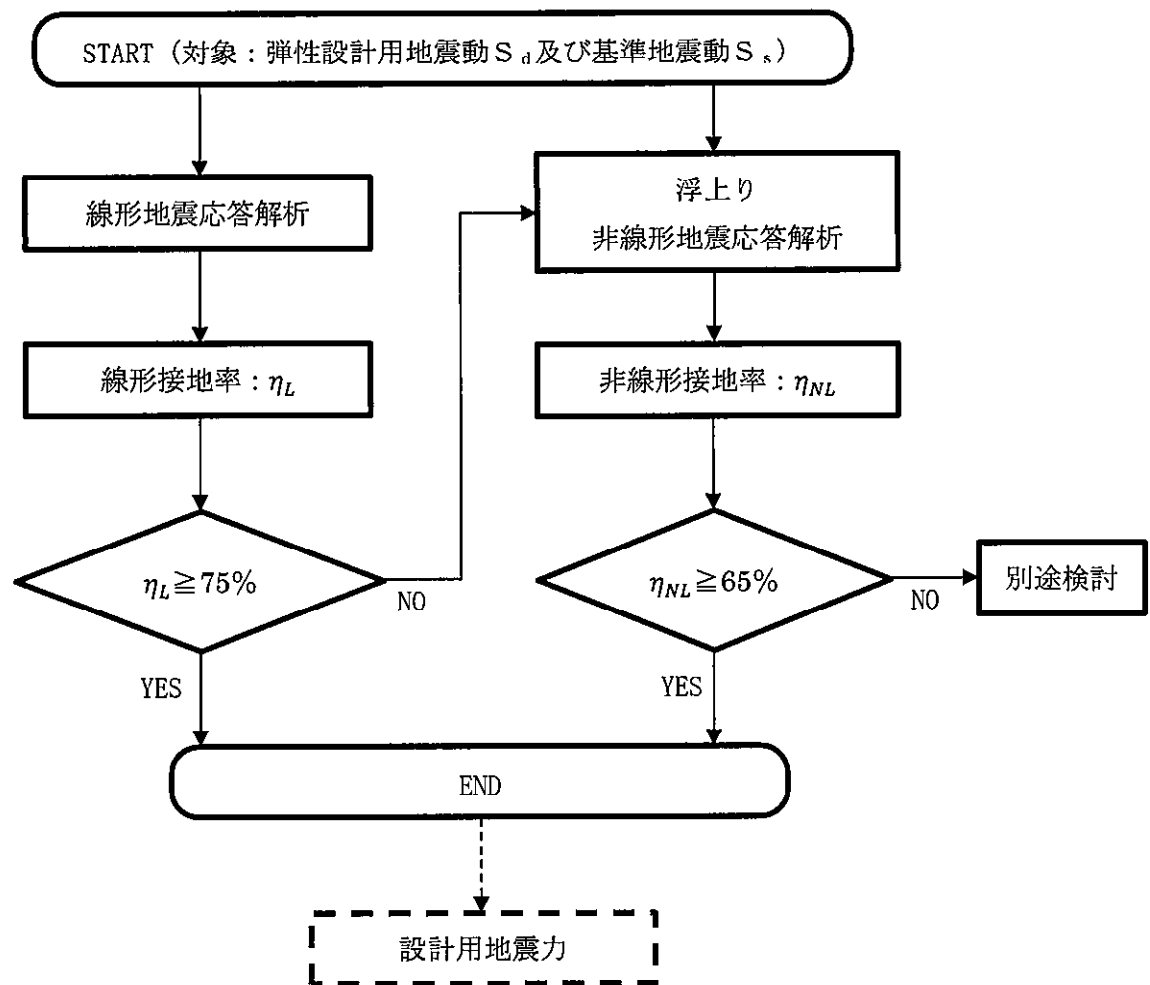 START (対象:弾性設計用地震動Sd及び基準地震動Ss)
線形地震応答解析
浮上り
非線形地震応答解析
線形接地率:ηL
非線形接地率:ηNL
ηL≧75%
NO
ηNL≧65%
NO
別途検討
YES
YES
END
設計用地震力